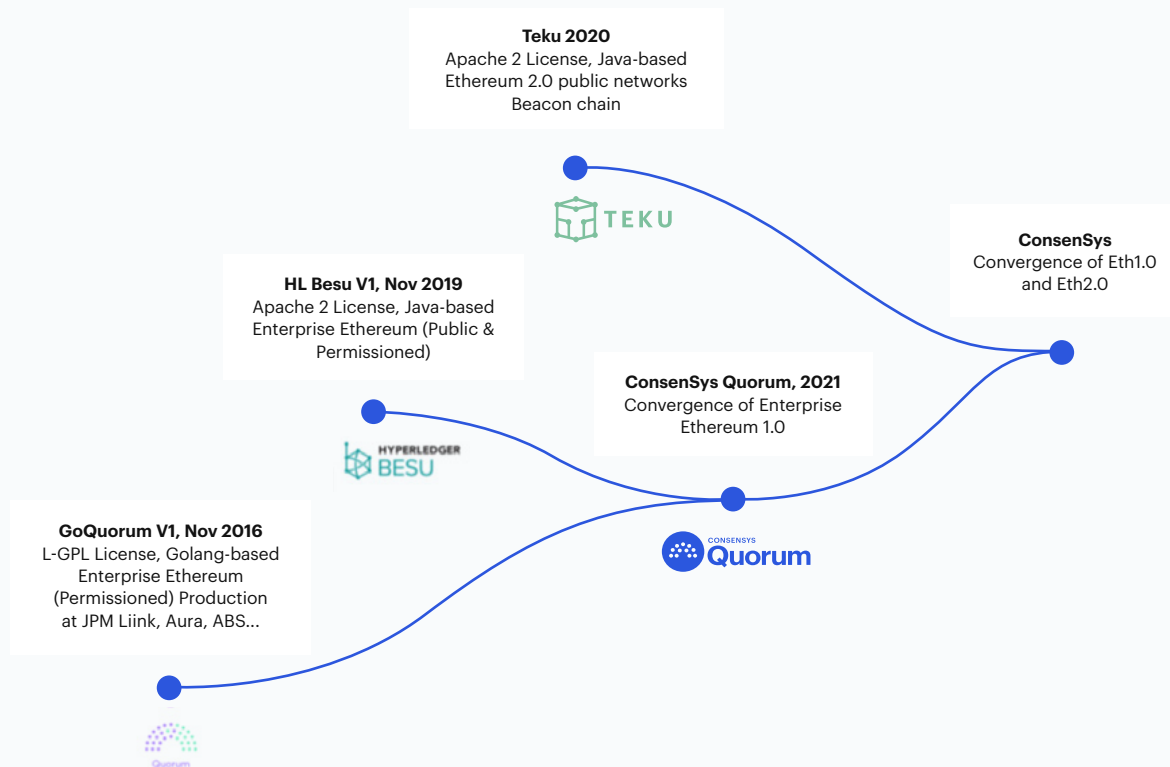 Teku 2020
Apache 2 License, Java-based
Ethereum 2.0 public networks
Beacon chain
TEKU
ConsenSys
Convergence of Eth1.0
and Eth2.0
HL Besu V1, Nov 2019
Apache 2 License, Java-based
Enterprise Ethereum (Public &
Permissioned)
HYPERLEDGER
BESU
ConsenSys Quorum, 2021
Convergence of Enterprise
Ethereum 1.0
CONSENSYS
Quorum
GoQuorum V1, Nov 2016
L-GPL License, Golang-based
Enterprise Ethereum
(Permissioned) Production
at JPM Liink, Aura, ABS...
Quorum